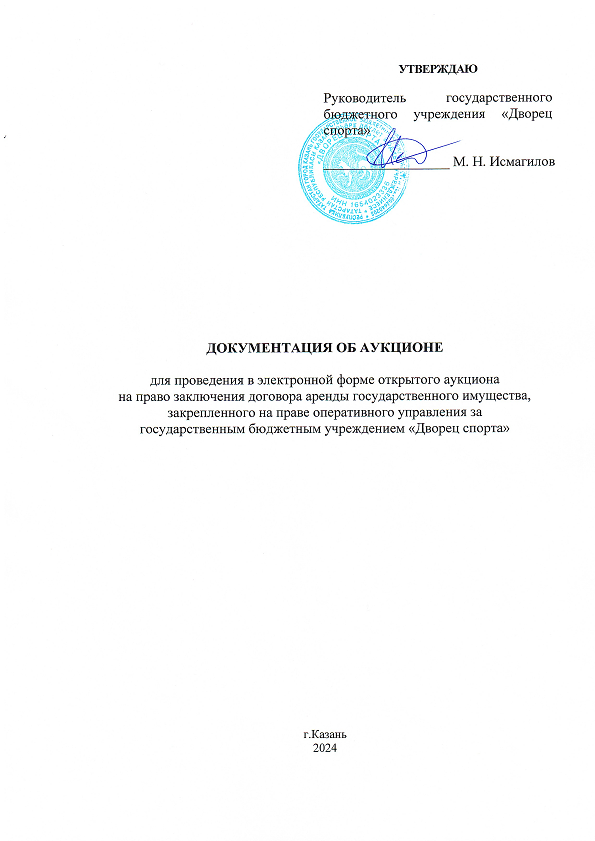 УТВЕРЖДАЮ
Руководитель государственного
бюджетного учреждения «Дворец
спорта»
М. Н. Исмагилов
ДОКУМЕНТАЦИЯ ОБ АУКЦИОНЕ
для проведения в электронной форме открытого аукциона
на право заключения договора аренды государственного имущества,
закрепленного на праве оперативного управления за
государственным бюджетным учреждением «Дворец спорта»
г.Казань
2024